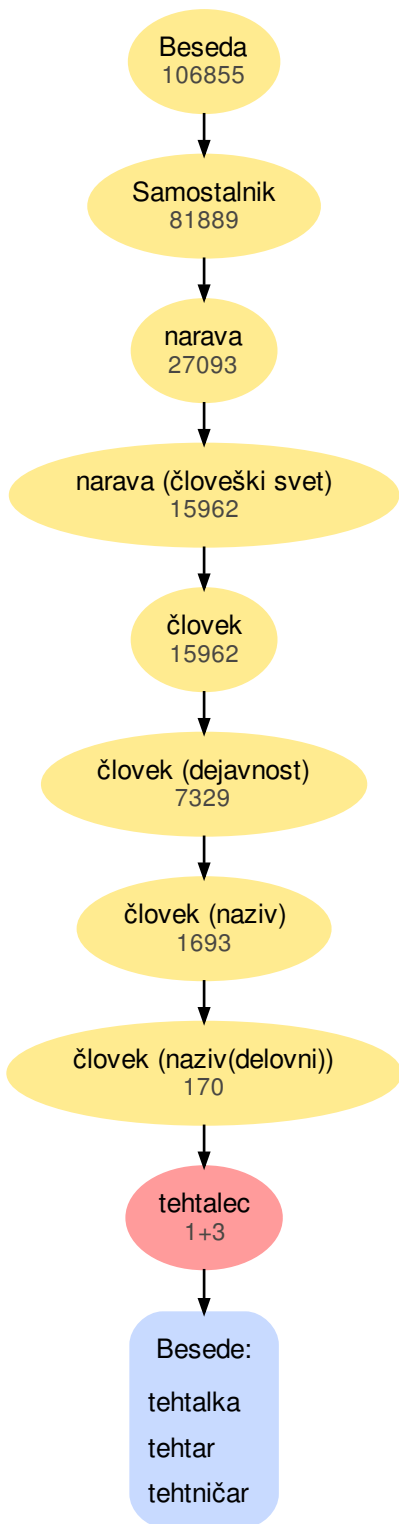 Beseda
106855
Samostalnik
81889
narava
27093
narava (človeški svet)
15962
človek
15962
človek (dejavnost)
7329
človek (naziv)
1693
človek (naziv(delovni))
170
tehtalec
1+3
Besede:
tehtalka
tehtar
tehtničar